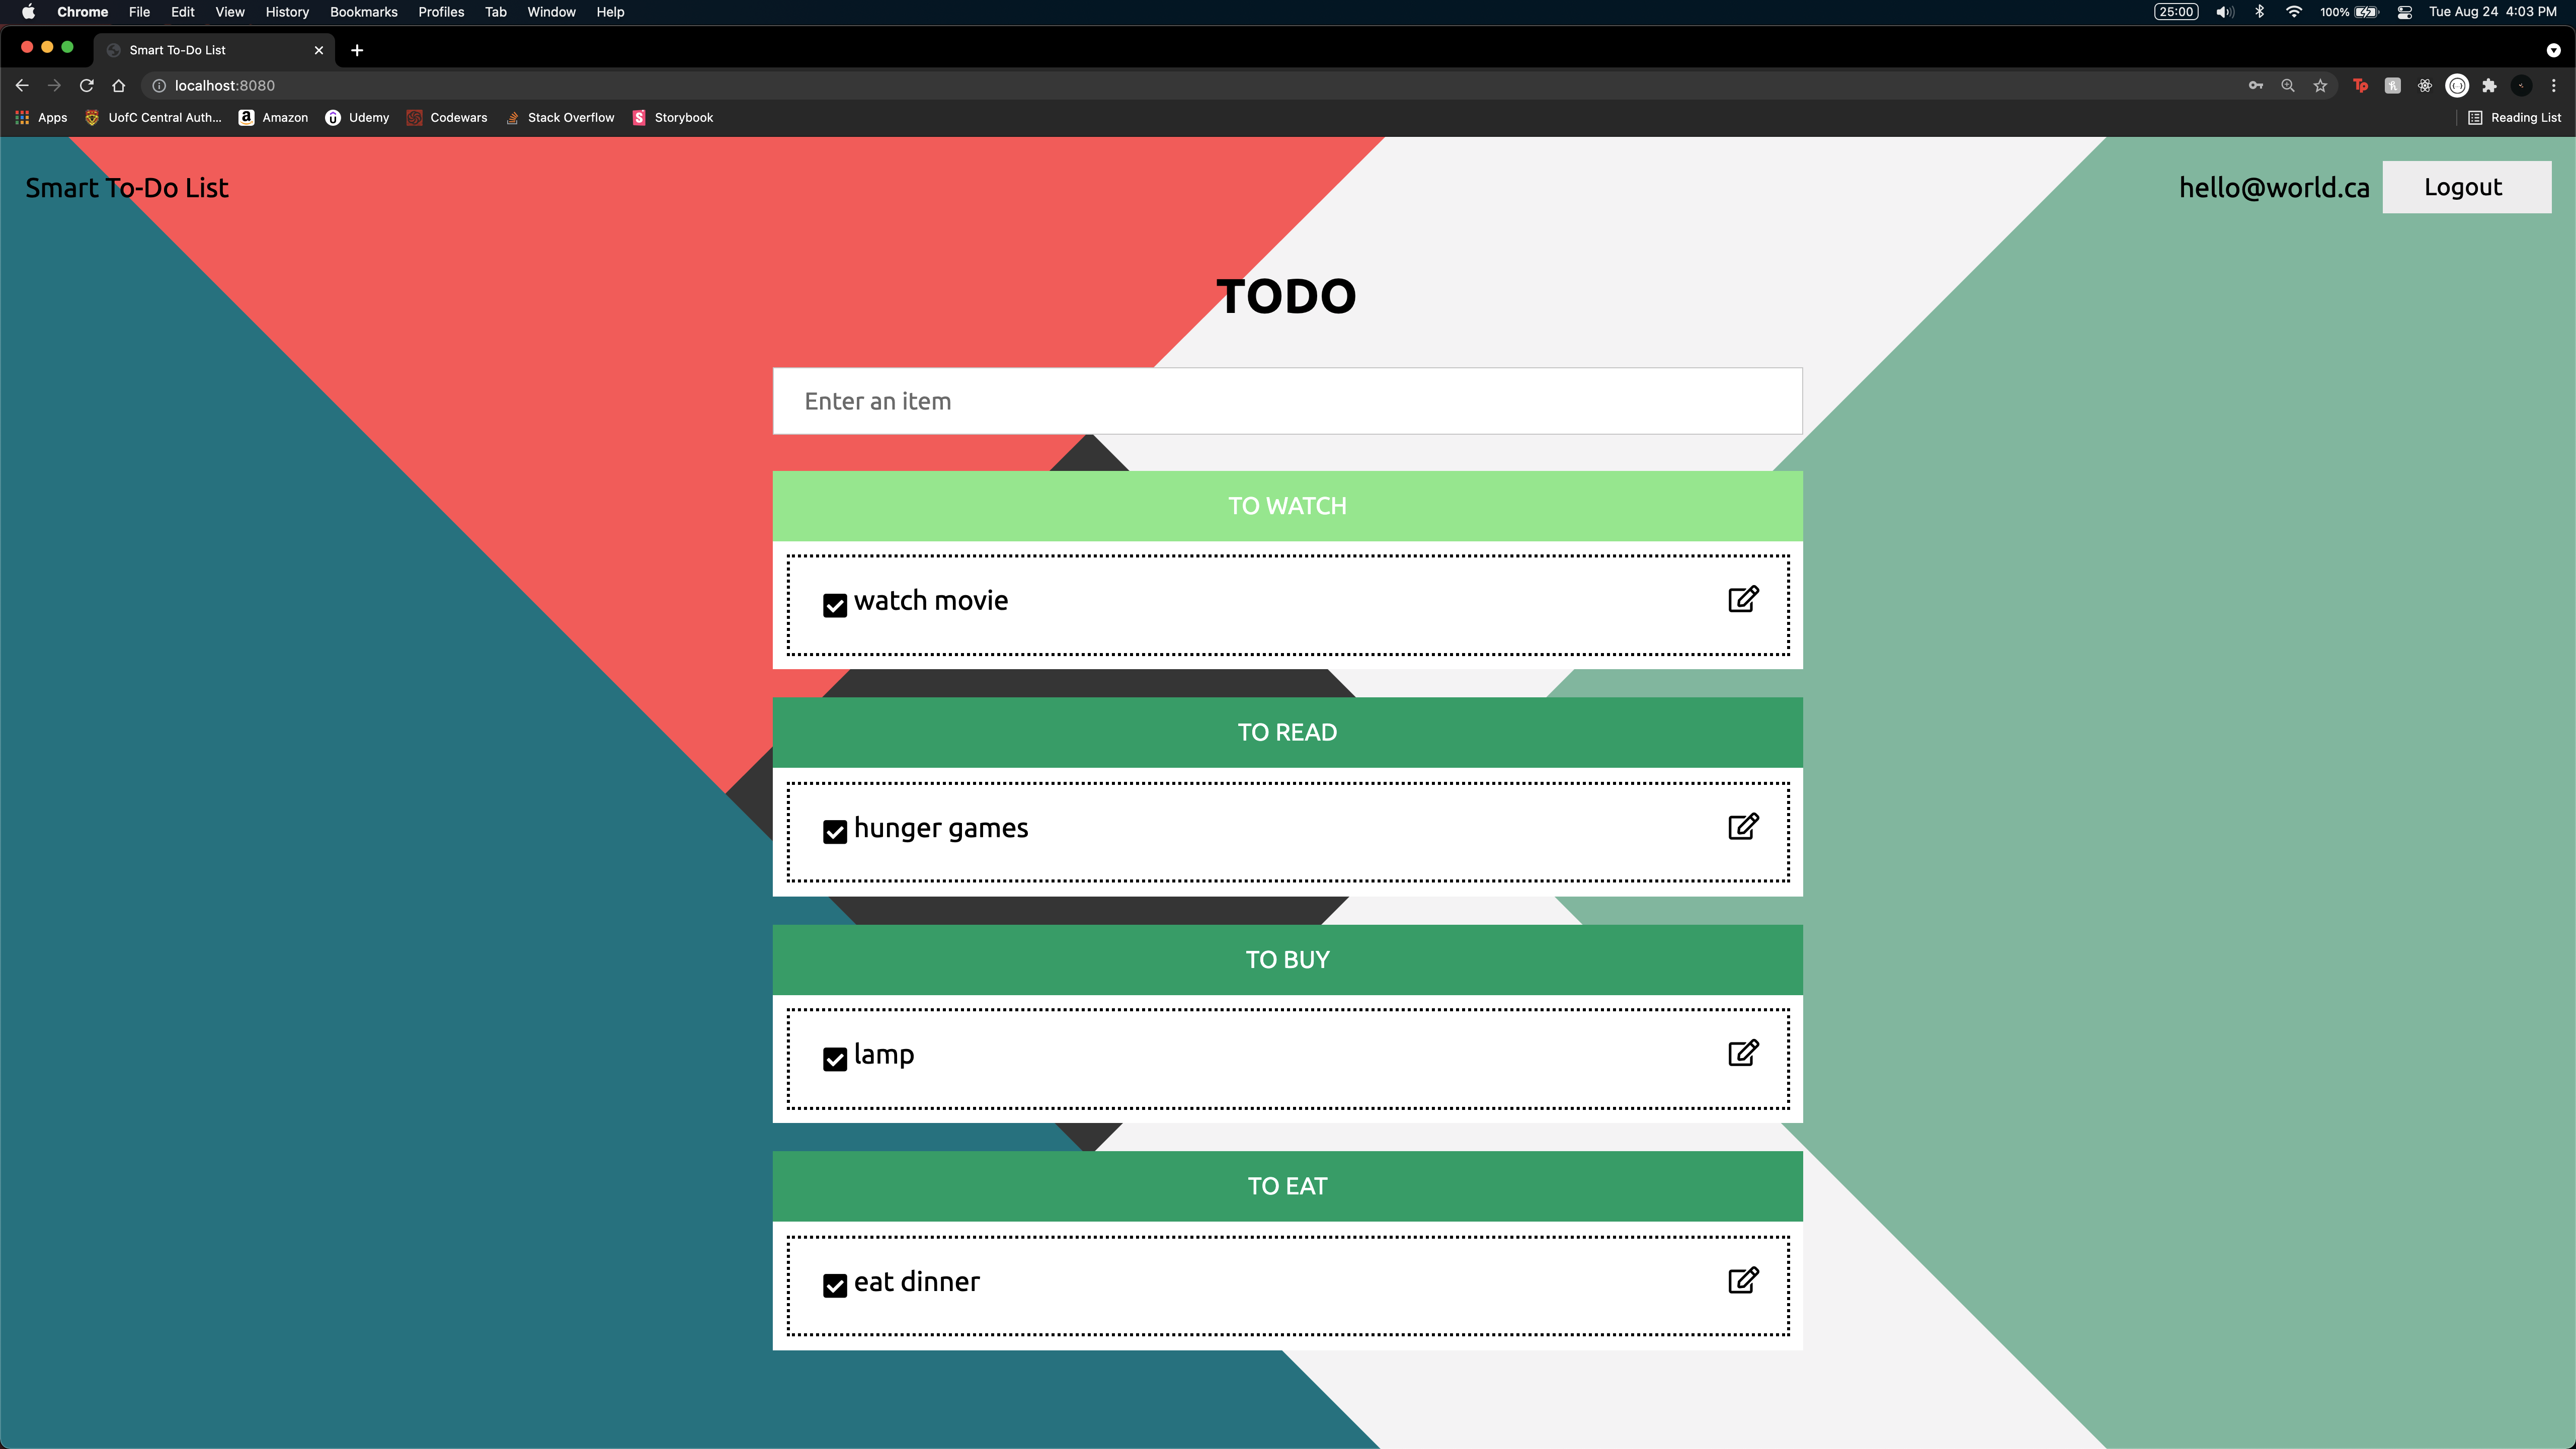 Chrome File Edit View History Bookmarks Profiles Tab Window Help 25:00 100% Tue Aug 24 4:03 PM
Smart To-Do List
localhost:8080
Apps UofC Central Auth... Amazon Udemy Codewars Stack Overflow Storybook Reading List
Smart To-Do List hello@world.ca Logout
TODO
Enter an item
TO WATCH
watch movie
TO READ
hunger games
TO BUY
lamp
TO EAT
eat dinner